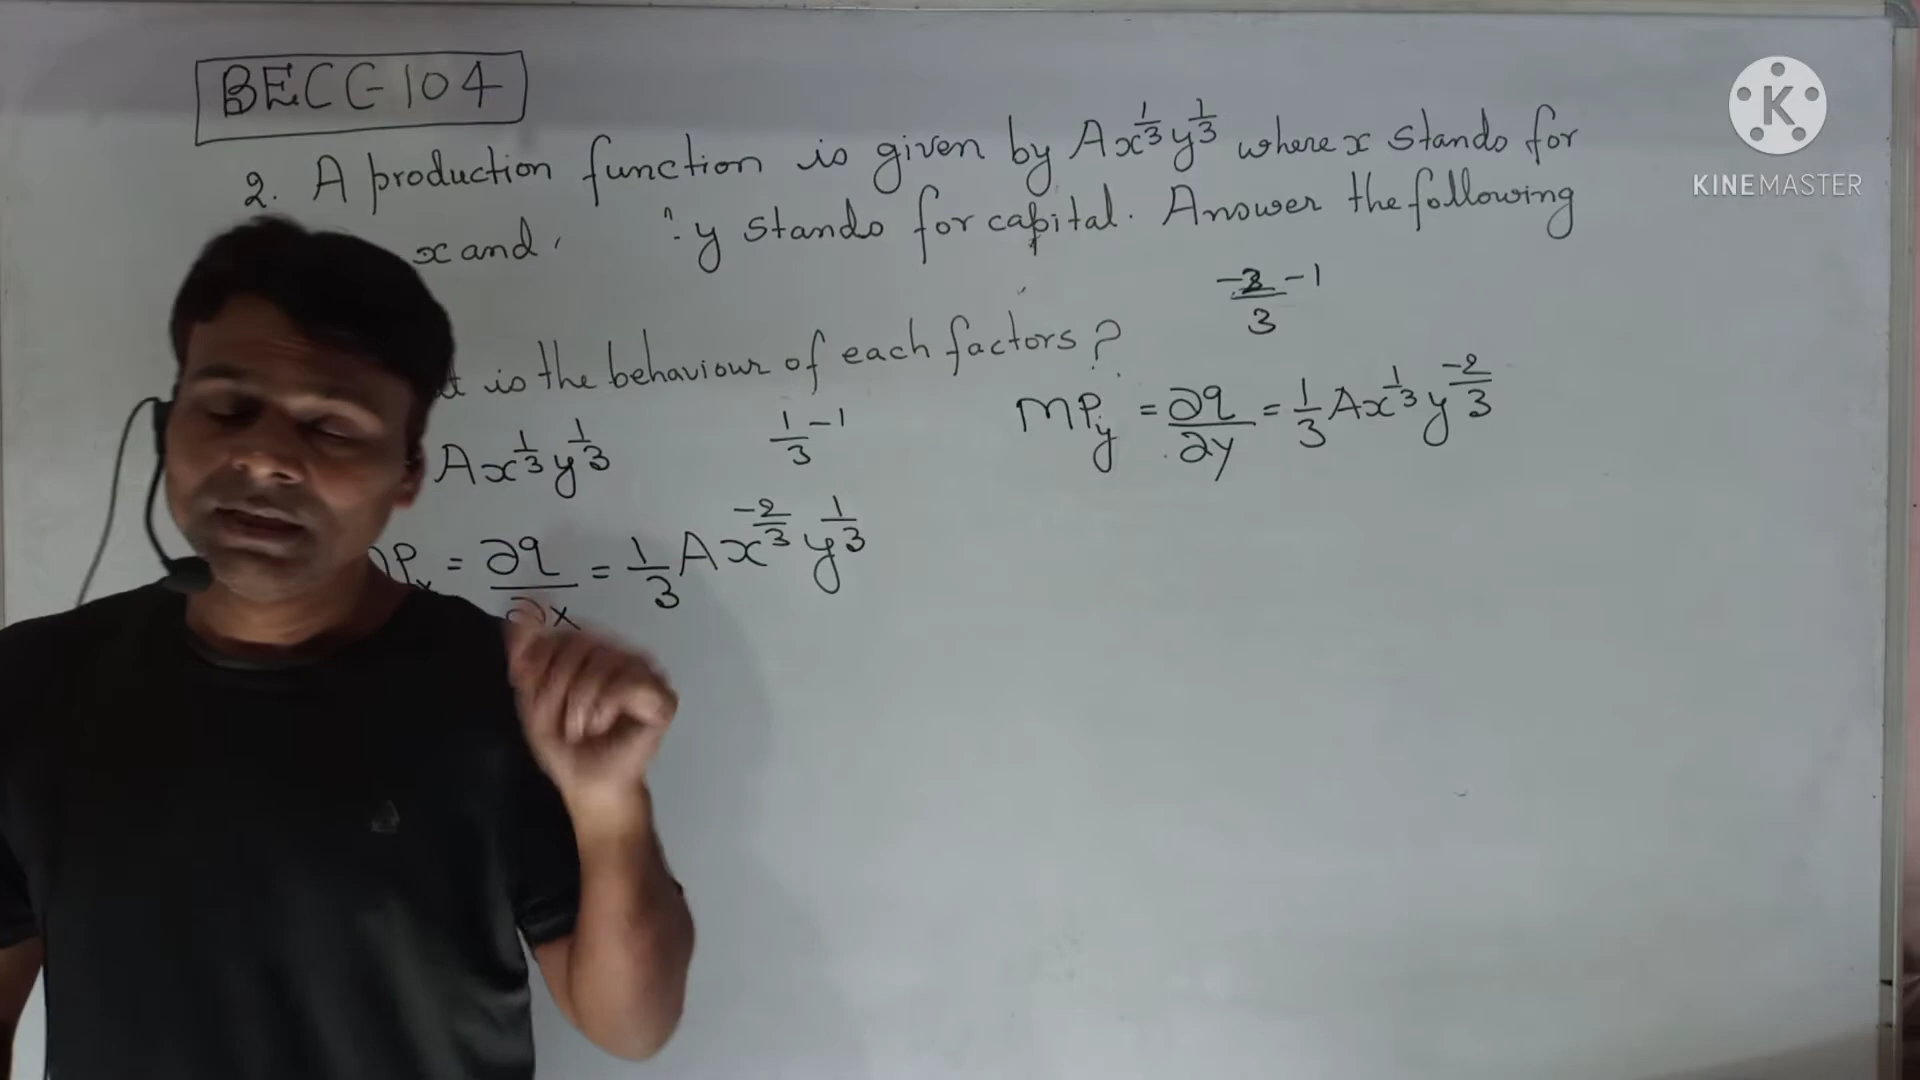 BECC-104
KINEMASTER
2. A production function is given by Ax^{1/3}y^{1/3} where x stands for
x and y stands for capital. Answer the following
is the behaviour of each factors?
-2/3 -1
Ax^{1/3}y^{1/3}
1/3 -1
MP_y = ∂q/∂y = 1/3 Ax^{1/3}y^{-2/3}
P_x = ∂q/∂x = 1/3 Ax^{-2/3}y^{1/3}